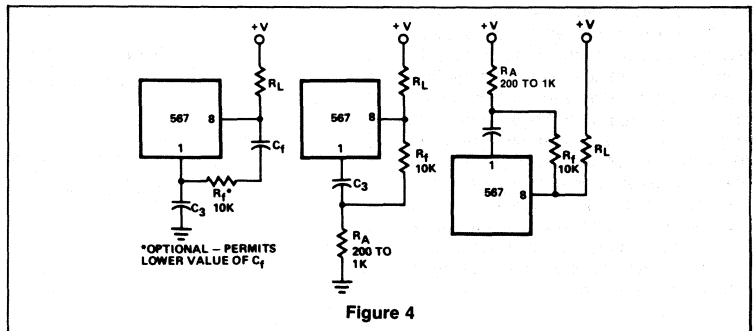 +V
RL
567
8
1
Cf
Rf*
10K
C3
*OPTIONAL – PERMITS
LOWER VALUE OF Cf
+V
RL
567
8
1
Rf
10K
C3
RA
200 TO
1K
+V
+V
RA
200 TO 1K
1
Rf
10K
RL
567
8
Figure 4